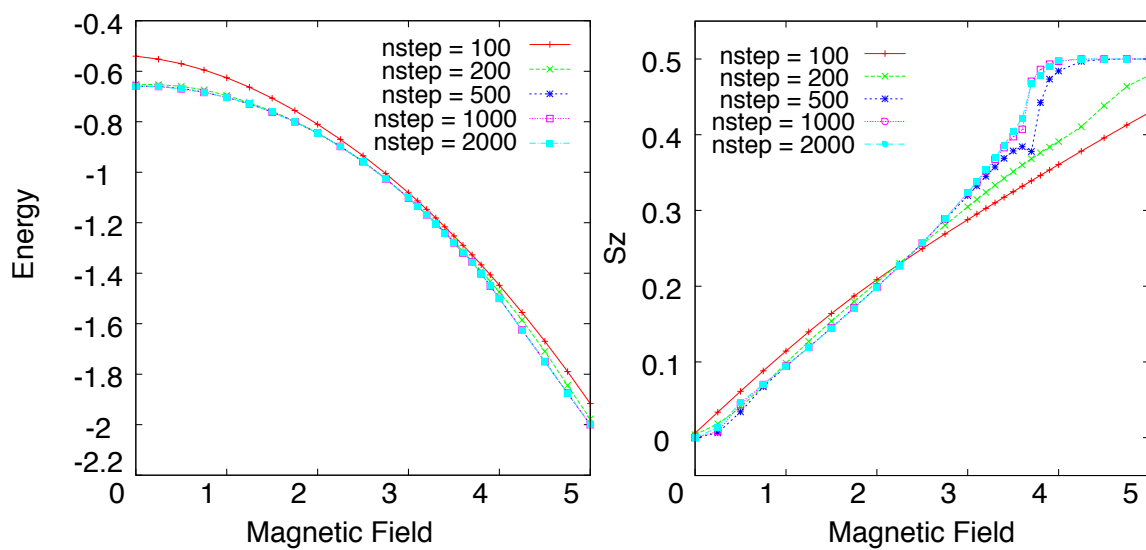 -0.4
-0.6
-0.8
-1
-1.2
-1.4
-1.6
-1.8
-2
-2.2
Energy
nstep = 100
nstep = 200
nstep = 500
nstep = 1000
nstep = 2000
0 1 2 3 4 5
Magnetic Field
0.5
0.4
0.3
0.2
0.1
0
Sz
nstep = 100
nstep = 200
nstep = 500
nstep = 1000
nstep = 2000
0 1 2 3 4 5
Magnetic Field